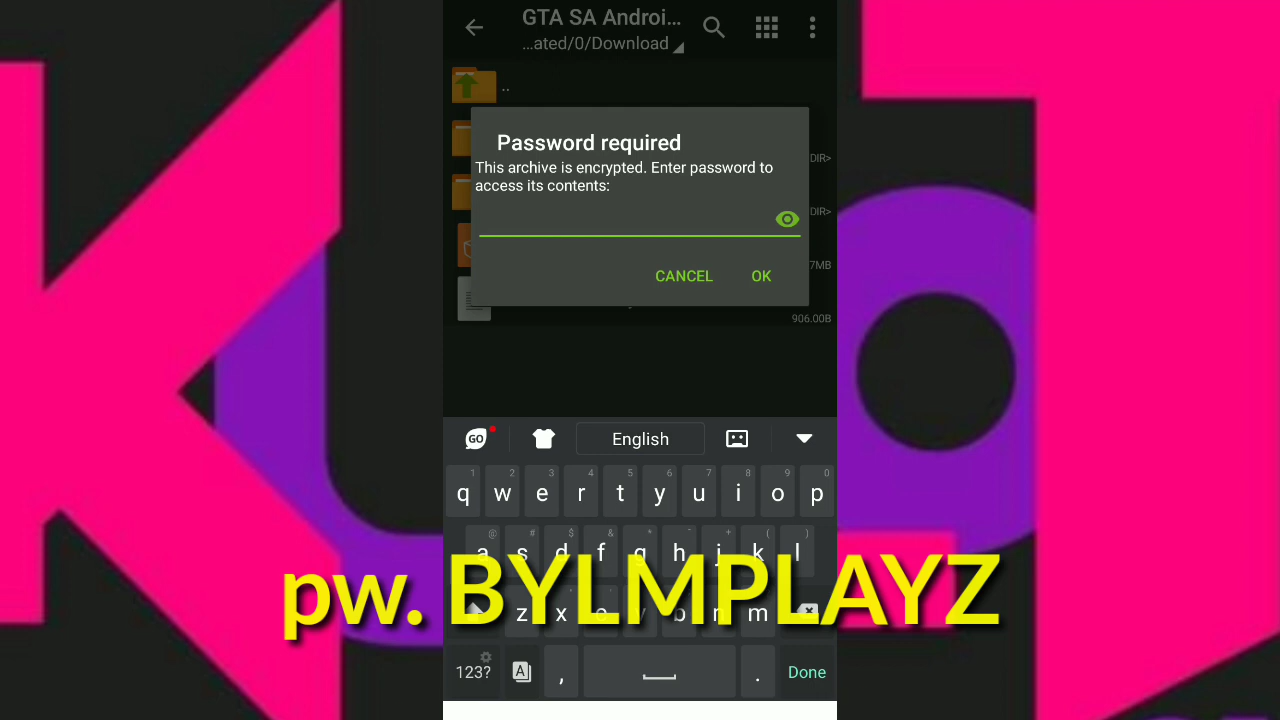 GTA SA Androi...
...ated/0/Download
..
Password required
This archive is encrypted. Enter password to
access its contents:
DIR>
DIR>
7MB
CANCEL OK
906.00B
GO English
1 2 3 4 5 6 7 8 9 0
q w e r t y u i o p
@ # $ & * - + ( )
a s d f g h j k l
pw. BYLMPLAYZ
z x c v b n m
123? A , . Done